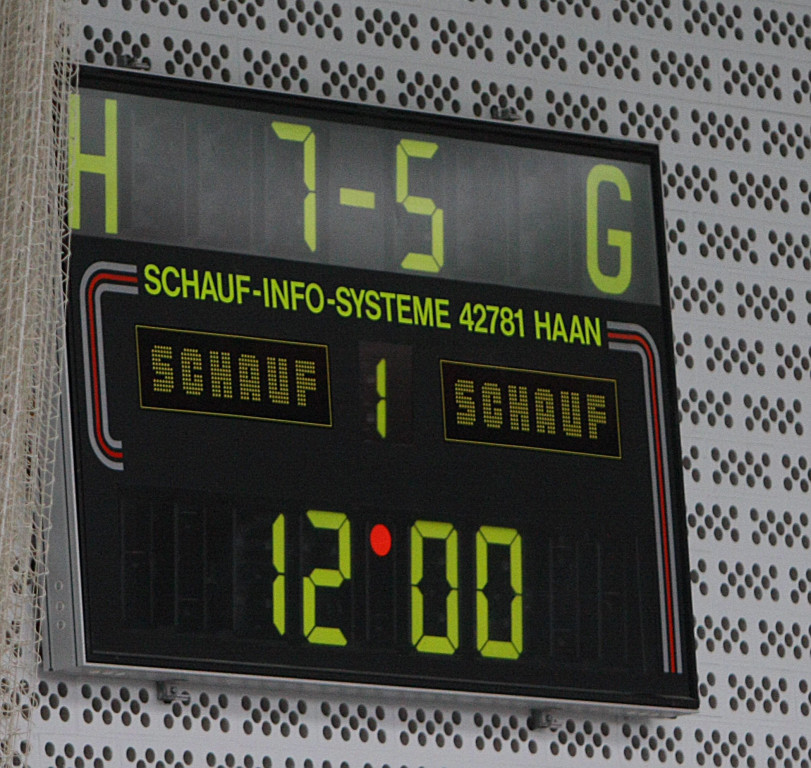 H 7-5 G
SCHAUF-INFO-SYSTEME 42781 HAAN
SCHAUF 1 SCHAUF
12:00